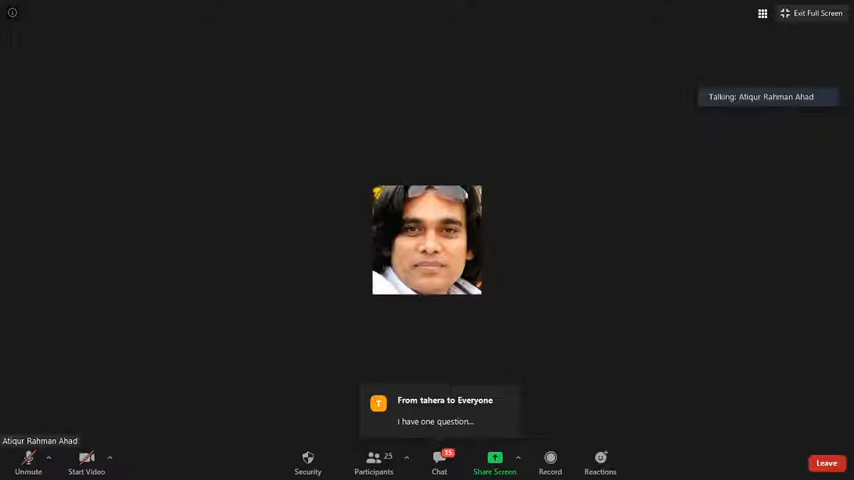 Exit Full Screen
Talking: Atiqur Rahman Ahad
T
From tahera to Everyone
I have one question...
Atiqur Rahman Ahad
Unmute
Start Video
Security
25
Participants
15
Chat
Share Screen
Record
Reactions
Leave